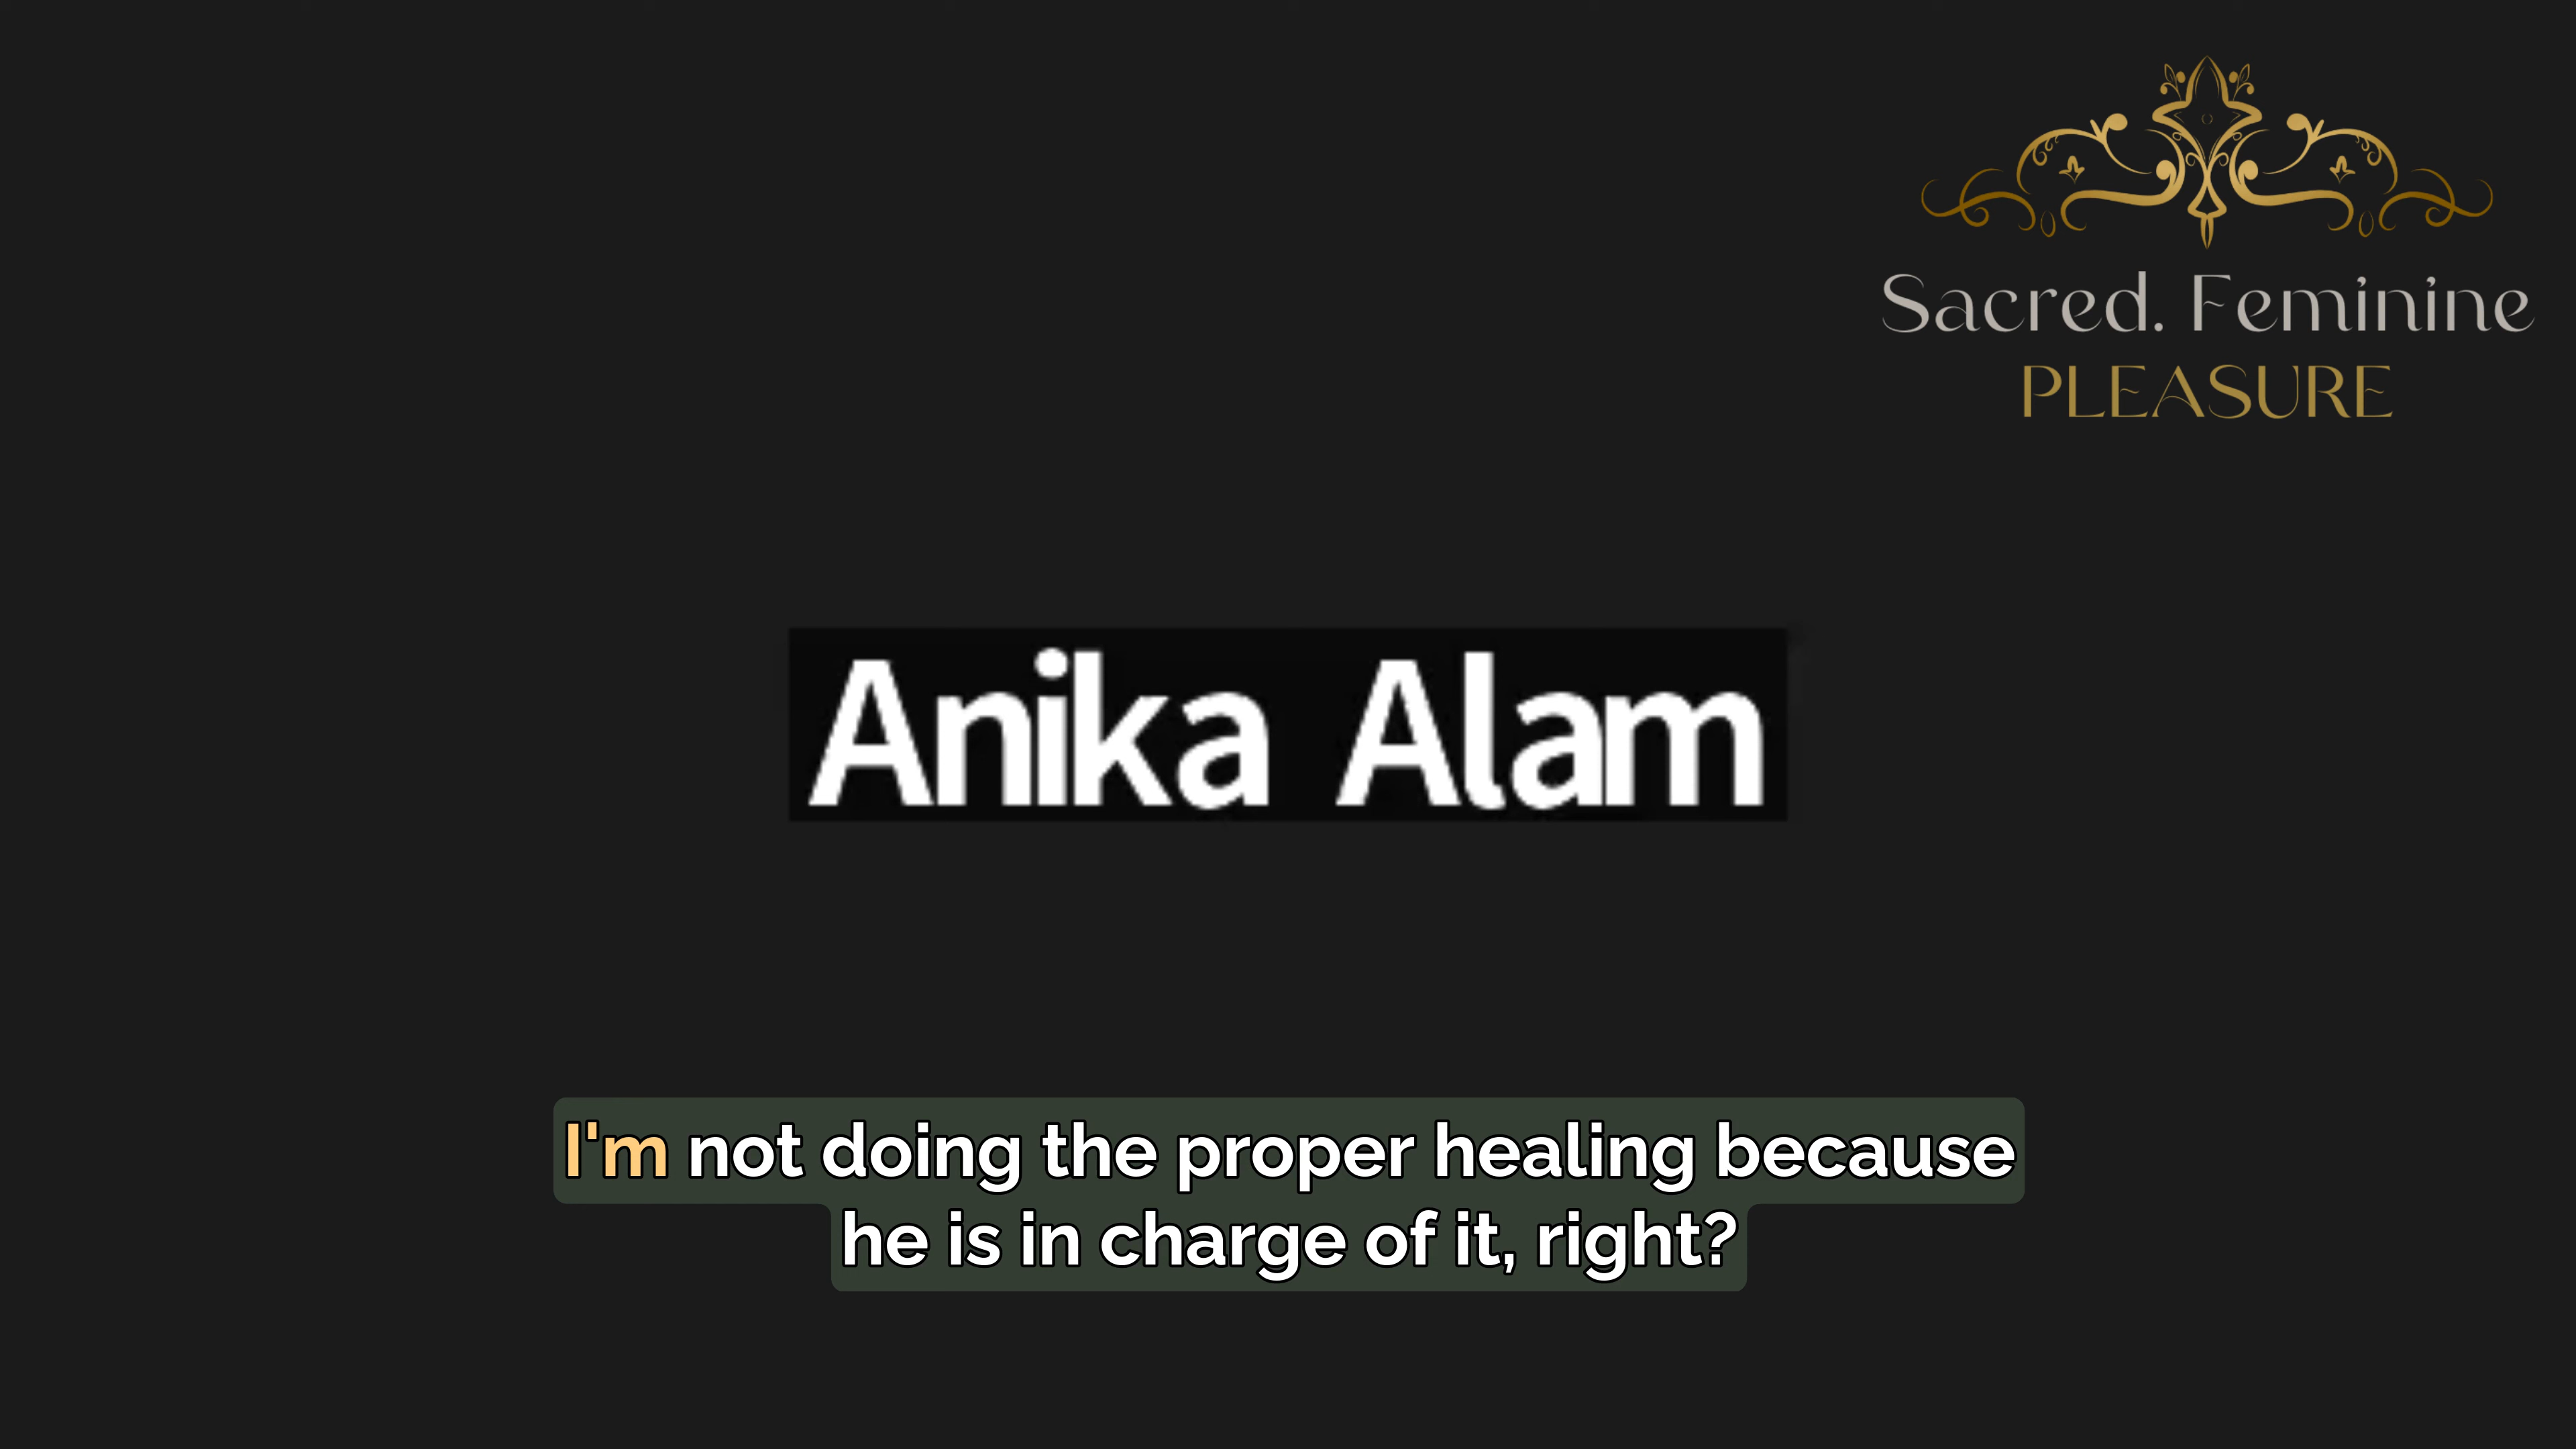 Sacred. Feminine
PLEASURE
Anika Alam
I'm not doing the proper healing because
he is in charge of it, right?